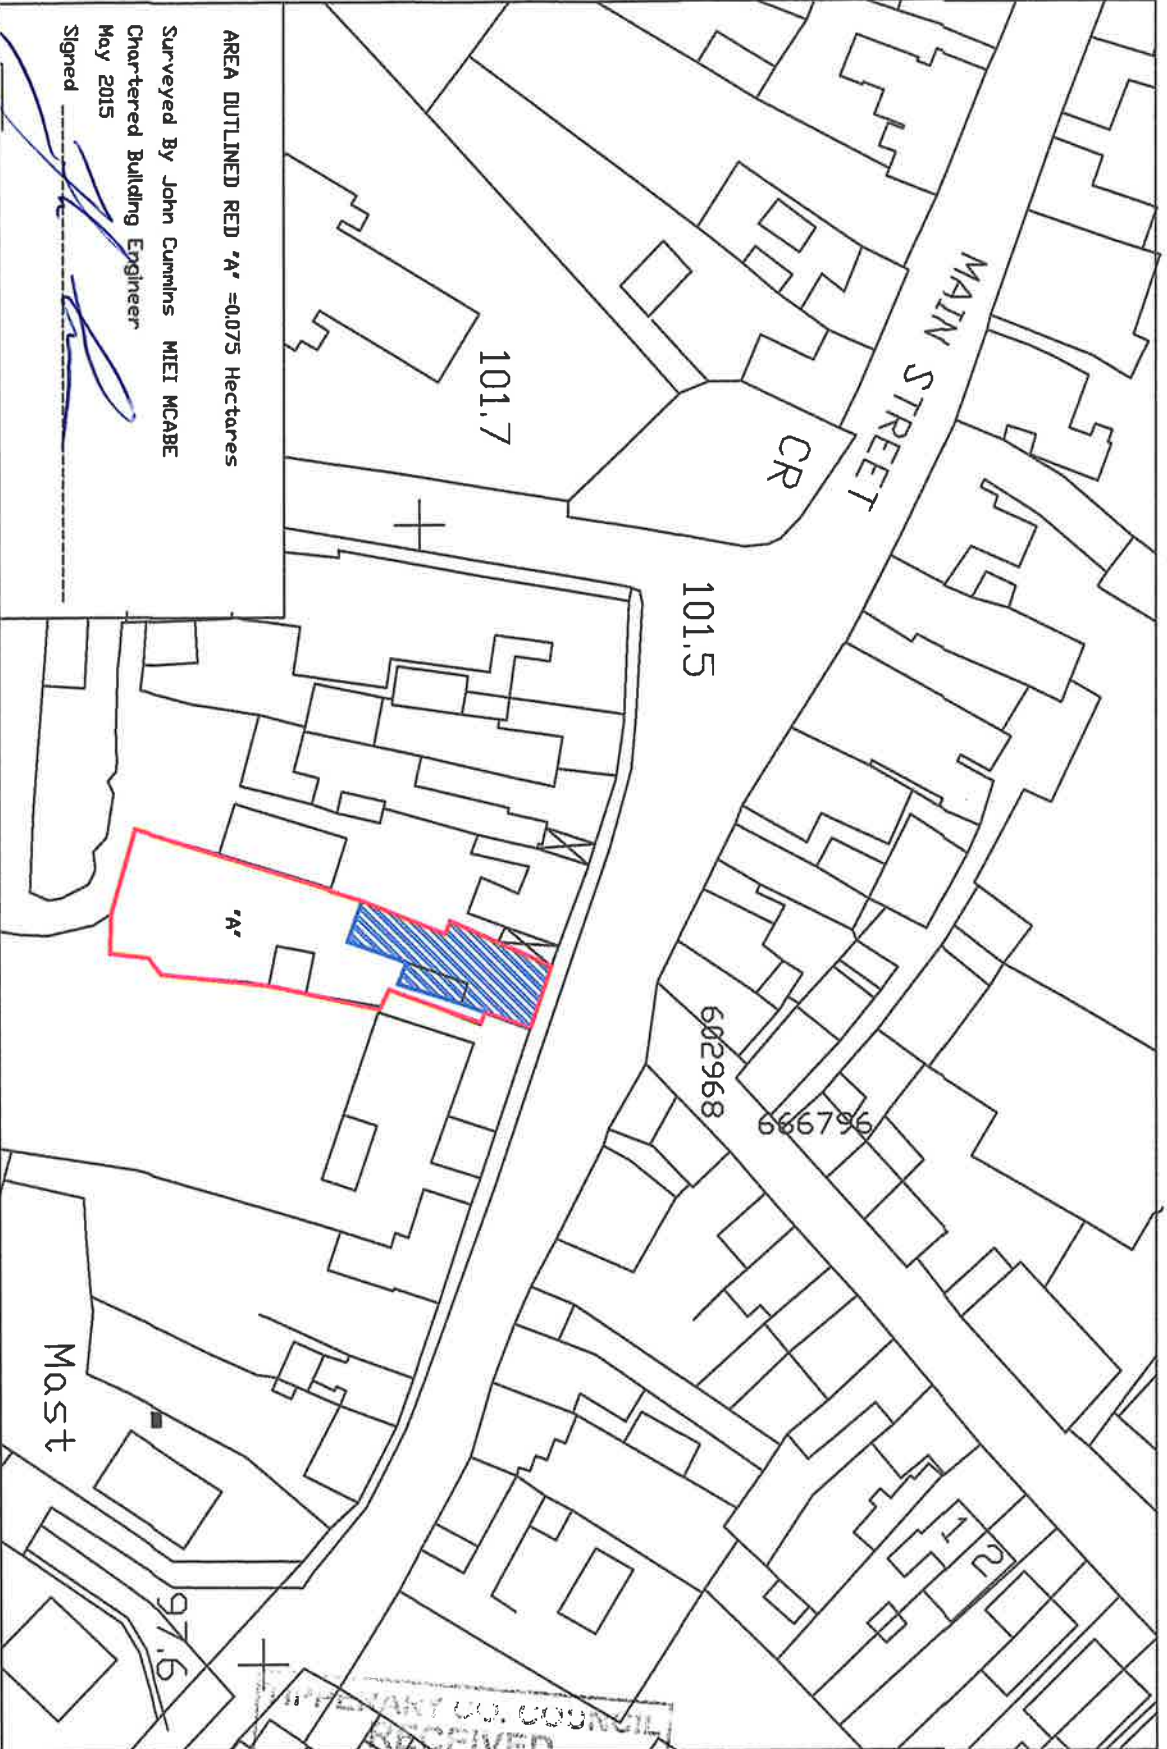 AREA OUTLINED RED "A" =0.075 Hectares
Surveyed By John Cummins MIEI MCABE
Chartered Building Engineer
May 2015
Signed
MAIN STREET
CR
101.7
101.5
"A"
602968
666796
1
2
Mast
97.6
TIPPERARY CO. COUNCIL
RECEIVED